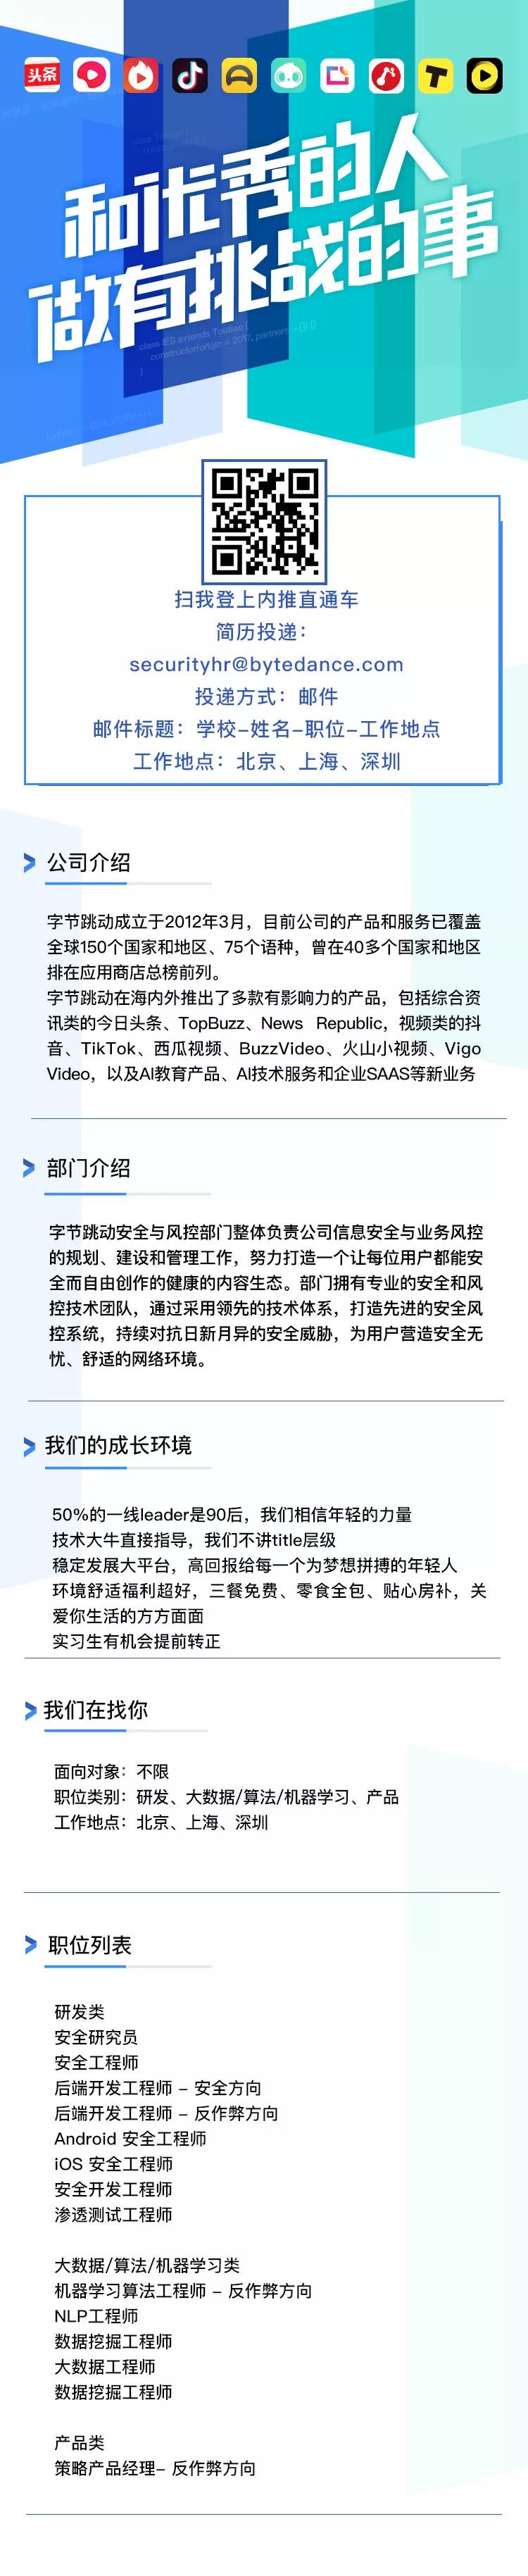 头条
和优秀的人
做有挑战的事
class IES extends Toutiao {
constructor(origin = 2017, partners = []) {}
}
扫我登上内推直通车
简历投递：
securityhr@bytedance.com
投递方式：邮件
邮件标题：学校-姓名-职位-工作地点
工作地点：北京、上海、深圳
公司介绍
字节跳动成立于2012年3月，目前公司的产品和服务已覆盖
全球150个国家和地区、75个语种，曾在40多个国家和地区
排在应用商店总榜前列。
字节跳动在海内外推出了多款有影响力的产品，包括综合资
讯类的今日头条、TopBuzz、News Republic，视频类的抖
音、TikTok、西瓜视频、BuzzVideo、火山小视频、Vigo
Video，以及AI教育产品、AI技术服务和企业SAAS等新业务
部门介绍
字节跳动安全与风控部门整体负责公司信息安全与业务风控
的规划、建设和管理工作，努力打造一个让每位用户都能安
全而自由创作的健康的内容生态。部门拥有专业的安全和风
控技术团队，通过采用领先的技术体系，打造先进的安全风
控系统，持续对抗日新月异的安全威胁，为用户营造安全无
忧、舒适的网络环境。
我们的成长环境
50%的一线leader是90后，我们相信年轻的力量
技术大牛直接指导，我们不讲title层级
稳定发展大平台，高回报给每一个为梦想拼搏的年轻人
环境舒适福利超好，三餐免费、零食全包、贴心房补，关
爱你生活的方方面面
实习生有机会提前转正
我们在找你
面向对象：不限
职位类别：研发、大数据/算法/机器学习、产品
工作地点：北京、上海、深圳
职位列表
研发类
安全研究员
安全工程师
后端开发工程师 - 安全方向
后端开发工程师 - 反作弊方向
Android 安全工程师
iOS 安全工程师
安全开发工程师
渗透测试工程师
大数据/算法/机器学习类
机器学习算法工程师 - 反作弊方向
NLP工程师
数据挖掘工程师
大数据工程师
数据挖掘工程师
产品类
策略产品经理- 反作弊方向